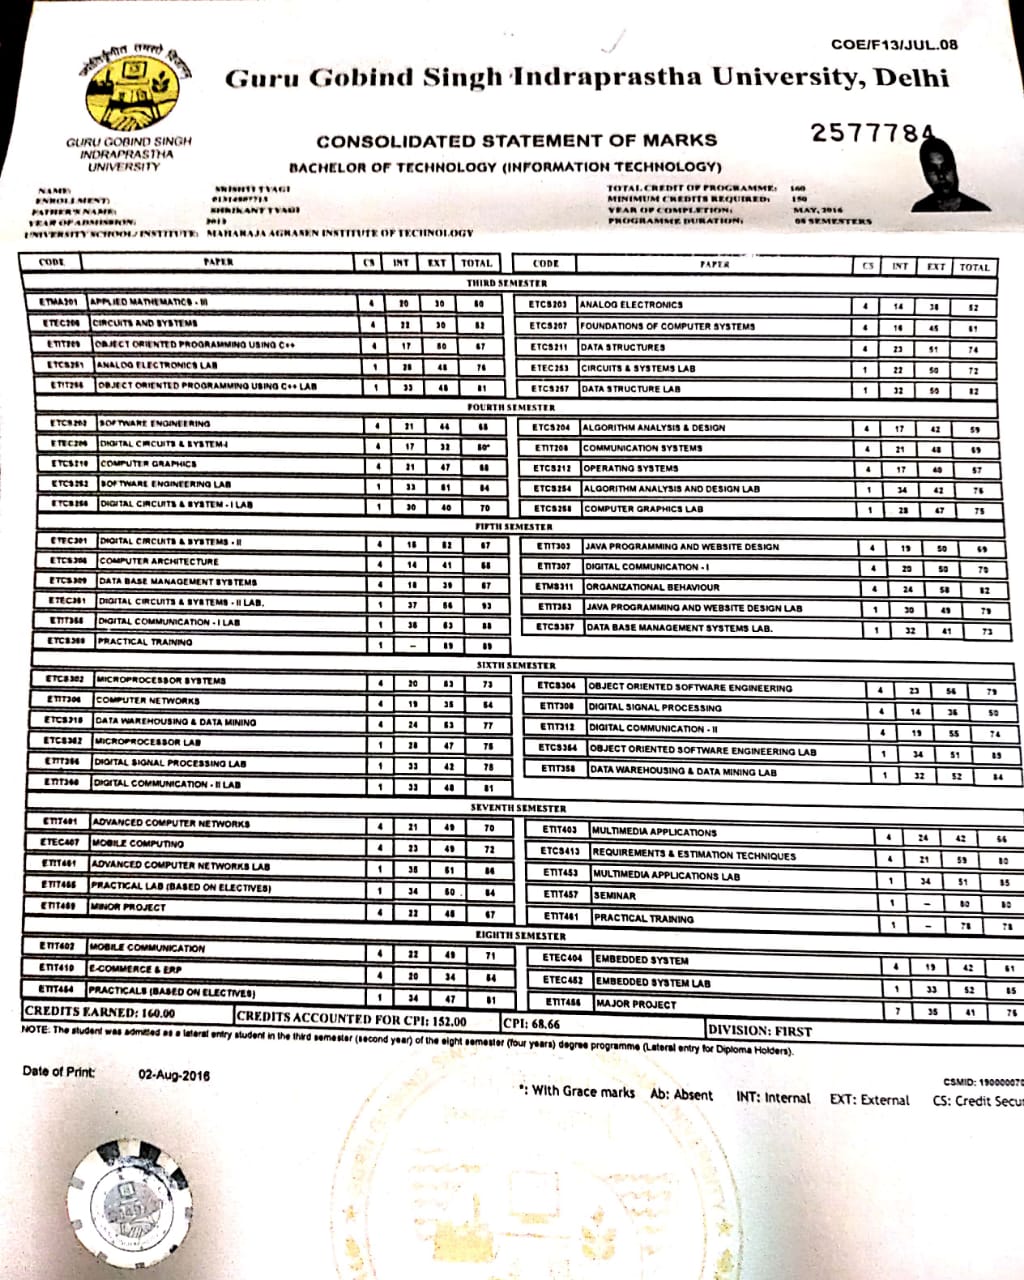 COE/F13/JUL.08
Guru Gobind Singh Indraprastha University, Delhi
GURU GOBIND SINGH
INDRAPRASTHA
UNIVERSITY
CONSOLIDATED STATEMENT OF MARKS
2577784
BACHELOR OF TECHNOLOGY (INFORMATION TECHNOLOGY)
NAME: SRISHTI TYAGI TOTAL CREDIT OF PROGRAMME: 160
ENROLLMENT: MINIMUM CREDITS REQUIRED: 150
FATHER'S NAME: SHRIKANT TYAGI YEAR OF COMPLETION: MAY, 2016
YEAR OF ADMISSION: 2013 PROGRAMME DURATION: 08 SEMESTERS
UNIVERSITY SCHOOL/INSTITUTE: MAHARAJA AGRASEN INSTITUTE OF TECHNOLOGY
CODE PAPER CS INT EXT TOTAL CODE PAPER CS INT EXT TOTAL
THIRD SEMESTER
ETMA201 APPLIED MATHEMATICS - III 4 ETCS203 ANALOG ELECTRONICS 4 14 38 52
CIRCUITS AND SYSTEMS 4 22 30 52 ETCS207 FOUNDATIONS OF COMPUTER SYSTEMS 4 16 45 61
ETIT209 OBJECT ORIENTED PROGRAMMING USING C++ 4 17 50 67 ETCS211 DATA STRUCTURES 4 23 51 74
ETCS251 ANALOG ELECTRONICS LAB 1 28 48 76 ETEC253 CIRCUITS & SYSTEMS LAB 1 22 50 72
OBJECT ORIENTED PROGRAMMING USING C++ LAB 1 33 48 81 ETCS257 DATA STRUCTURE LAB 1 32 50 82
FOURTH SEMESTER
ETCS202 SOFTWARE ENGINEERING 4 21 44 65 ETCS204 ALGORITHM ANALYSIS & DESIGN 4 17 42 59
ETEC206 DIGITAL CIRCUITS & SYSTEM-I 4 17 32 50* ETIT208 COMMUNICATION SYSTEMS 4 21 48 69
ETCS210 COMPUTER GRAPHICS 4 21 47 68 ETCS212 OPERATING SYSTEMS 4 17 40 57
ETCS252 SOFTWARE ENGINEERING LAB 1 33 51 84 ETCS254 ALGORITHM ANALYSIS AND DESIGN LAB 1 34 42 76
DIGITAL CIRCUITS & SYSTEM - I LAB 1 30 40 70 ETCS258 COMPUTER GRAPHICS LAB 1 28 47 75
FIFTH SEMESTER
ETEC301 DIGITAL CIRCUITS & SYSTEMS - II 4 67 ETIT303 JAVA PROGRAMMING AND WEBSITE DESIGN 4 19 50 69
COMPUTER ARCHITECTURE 4 14 41 55 ETIT307 DIGITAL COMMUNICATION - I 4 20 50 70
ETCS309 DATA BASE MANAGEMENT SYSTEMS 4 18 39 57 ETMS311 ORGANIZATIONAL BEHAVIOUR 4 24 58 82
ETEC351 DIGITAL CIRCUITS & SYSTEMS - II LAB. 1 37 56 93 ETIT353 JAVA PROGRAMMING AND WEBSITE DESIGN LAB 1 30 49 79
DIGITAL COMMUNICATION - I LAB 1 ETCS357 DATA BASE MANAGEMENT SYSTEMS LAB. 1 32 41 73
PRACTICAL TRAINING 1 –
SIXTH SEMESTER
ETCS302 MICROPROCESSOR SYSTEMS 4 20 53 73 ETCS304 OBJECT ORIENTED SOFTWARE ENGINEERING 4 23 56 79
COMPUTER NETWORKS 4 19 35 54 ETIT308 DIGITAL SIGNAL PROCESSING 4 14 36 50
ETCS310 DATA WAREHOUSING & DATA MINING 4 24 53 77 ETIT312 DIGITAL COMMUNICATION - II 4 19 55 74
ETCS352 MICROPROCESSOR LAB 1 28 47 75 ETCS354 OBJECT ORIENTED SOFTWARE ENGINEERING LAB 1 34 51 85
DIGITAL SIGNAL PROCESSING LAB 1 33 42 75 ETIT358 DATA WAREHOUSING & DATA MINING LAB 1 32 52 84
DIGITAL COMMUNICATION - II LAB 1 33 48 81
SEVENTH SEMESTER
ETIT401 ADVANCED COMPUTER NETWORKS 4 21 49 70 ETIT403 MULTIMEDIA APPLICATIONS 4 24 42 66
ETEC407 MOBILE COMPUTING 4 23 49 72 ETCS413 REQUIREMENTS & ESTIMATION TECHNIQUES 4 21 59 80
ETIT451 ADVANCED COMPUTER NETWORKS LAB 1 ETIT453 MULTIMEDIA APPLICATIONS LAB 1 34 51 85
ETIT455 PRACTICAL LAB (BASED ON ELECTIVES) 1 34 50 84 ETIT457 SEMINAR 1 – 80 80
ETIT459 MINOR PROJECT 4 22 45 67 ETIT461 PRACTICAL TRAINING 1 – 78 78
EIGHTH SEMESTER
ETIT402 MOBILE COMMUNICATION 4 22 49 71 ETEC404 EMBEDDED SYSTEM 4 19 42 61
ETIT410 E-COMMERCE & ERP 4 20 34 54 ETEC452 EMBEDDED SYSTEM LAB 1 33 52 85
ETIT454 PRACTICALS (BASED ON ELECTIVES) 1 34 47 81 ETIT456 MAJOR PROJECT 7 35 41 76
CREDITS EARNED: 160.00 CREDITS ACCOUNTED FOR CPI: 152.00 CPI: 68.66 DIVISION: FIRST
NOTE: The student was admitted as a lateral entry student in the third semester (second year) of the eight semester (four years) degree programme (Lateral entry for Diploma Holders).
Date of Print: 02-Aug-2016
CSMID: 190000070
*: With Grace marks Ab: Absent INT: Internal EXT: External CS: Credit Secu